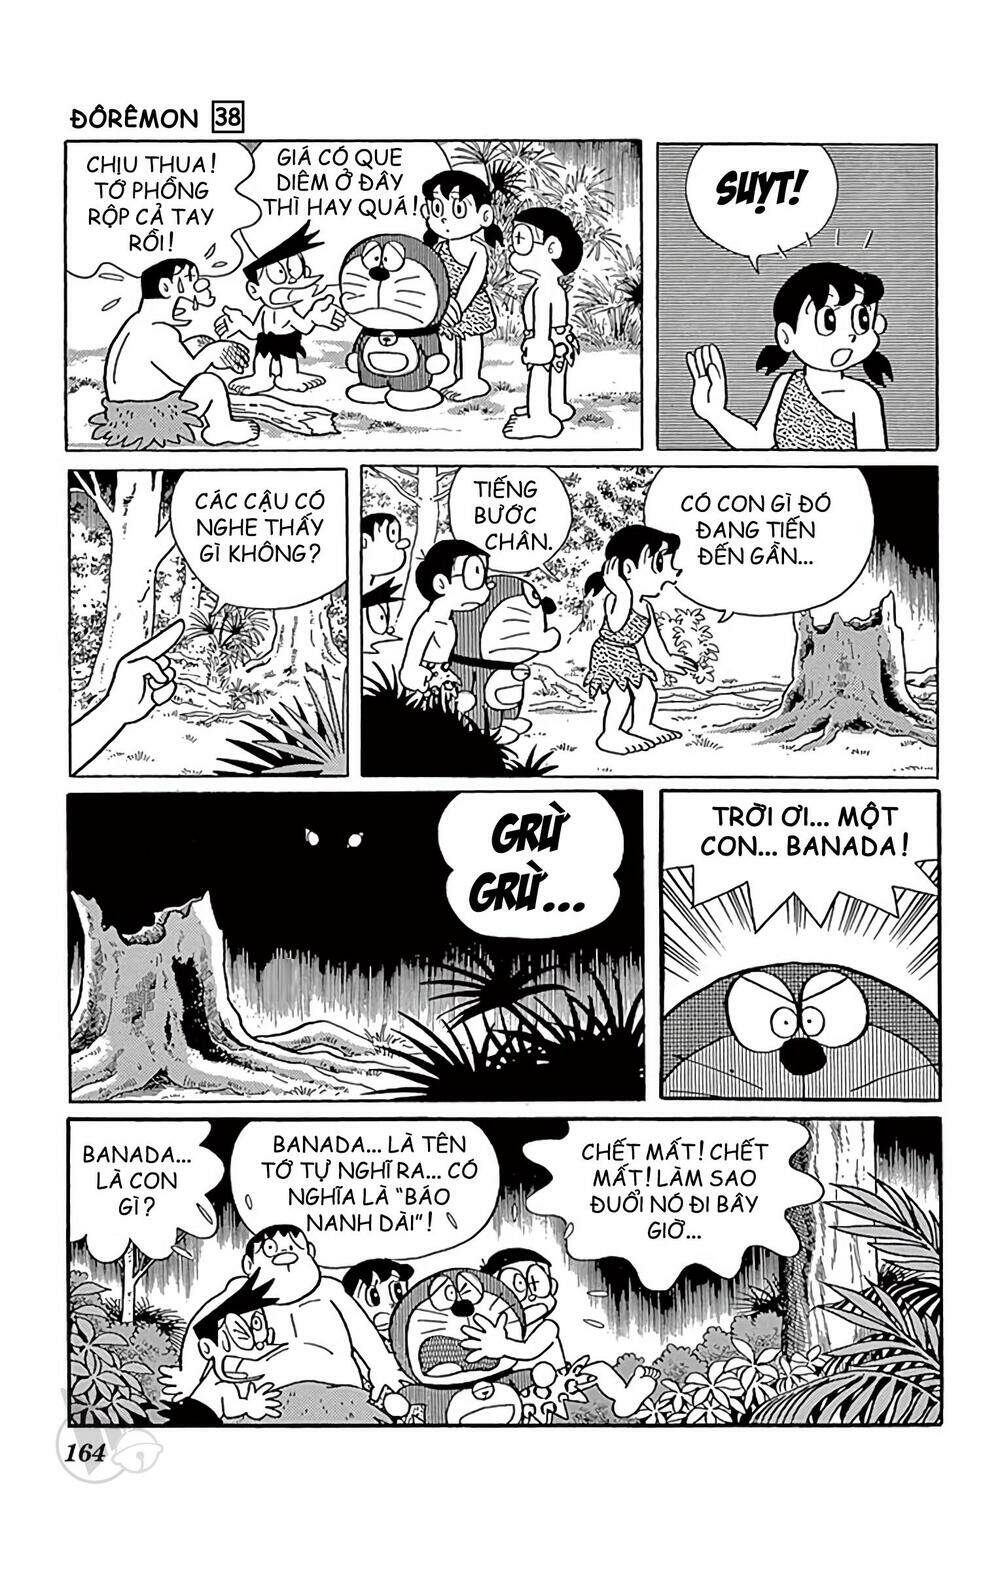 ĐÔRÊMON 38
CHỊU THUA!
TỚ PHỒNG
RỘP CẢ TAY
RỒI!
GIÁ CÓ QUE
DIÊM Ở ĐÂY
THÌ HAY QUÁ!
SUỴT!
CÁC CẬU CÓ
NGHE THẤY
GÌ KHÔNG?
TIẾNG
BƯỚC
CHÂN.
CÓ CON GÌ ĐÓ
ĐANG TIẾN
ĐẾN GẦN...
GRỪ
GRỪ...
TRỜI ƠI... MỘT
CON... BANADA!
BANADA...
LÀ CON
GÌ?
BANADA... LÀ TÊN
TỚ TỰ NGHĨ RA... CÓ
NGHĨA LÀ "BÁO
NANH DÀI"!
CHẾT MẤT! CHẾT
MẤT! LÀM SAO
ĐUỔI NÓ ĐI BÂY
GIỜ...
164